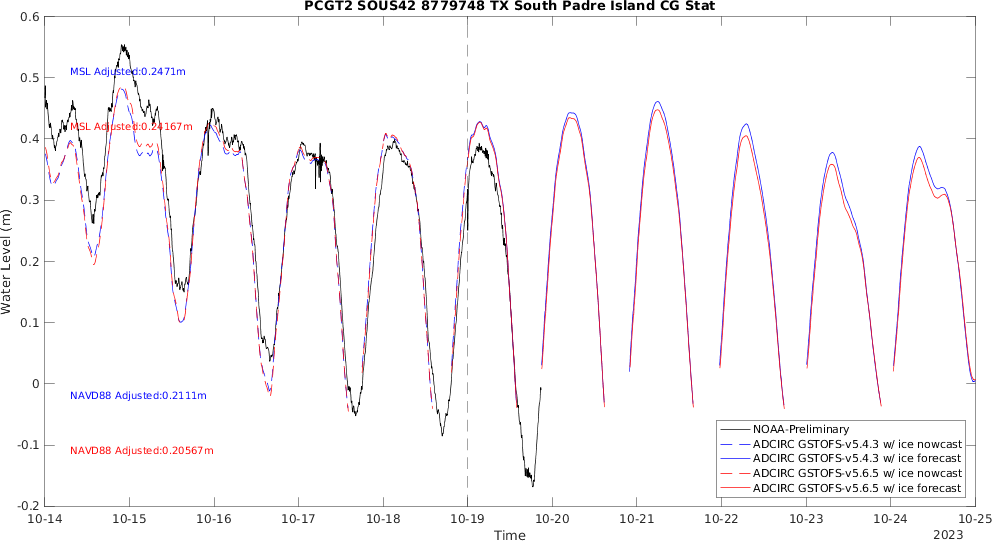 PCGT2 SOUS42 8779748 TX South Padre Island CG Stat
0.6
0.5
0.4
0.3
0.2
0.1
0
-0.1
-0.2
Water Level (m)
MSL Adjusted:0.2471m
MSL Adjusted:0.24167m
NAVD88 Adjusted:0.2111m
NAVD88 Adjusted:0.20567m
NOAA-Preliminary
ADCIRC GSTOFS-v5.4.3 w/ ice nowcast
ADCIRC GSTOFS-v5.4.3 w/ ice forecast
ADCIRC GSTOFS-v5.6.5 w/ ice nowcast
ADCIRC GSTOFS-v5.6.5 w/ ice forecast
10-14 10-15 10-16 10-17 10-18 10-19 10-20 10-21 10-22 10-23 10-24 10-25
Time
2023